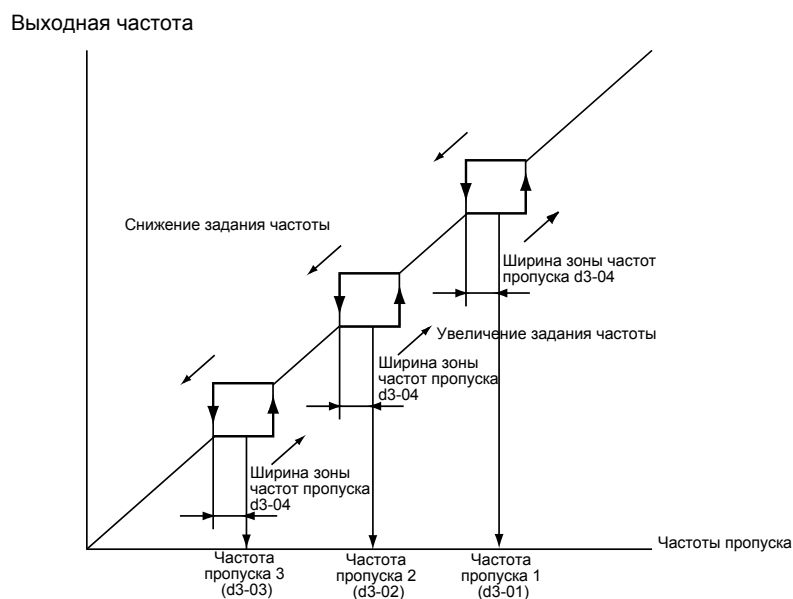 Выходная частота
Снижение задания частоты
Ширина зоны частот
пропуска d3-04
Увеличение задания частоты
Ширина зоны
частот пропуска
d3-04
Ширина зоны
частот пропуска
d3-04
Частоты пропуска
Частота
пропуска 3
(d3-03)
Частота
пропуска 2
(d3-02)
Частота
пропуска 1
(d3-01)